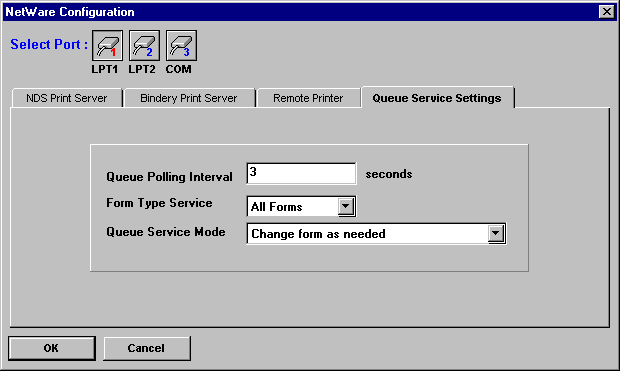 NetWare Configuration
Select Port : 1 2 3
LPT1 LPT2 COM
NDS Print Server Bindery Print Server Remote Printer Queue Service Settings
Queue Polling Interval 3 seconds
Form Type Service All Forms
Queue Service Mode Change form as needed
OK Cancel